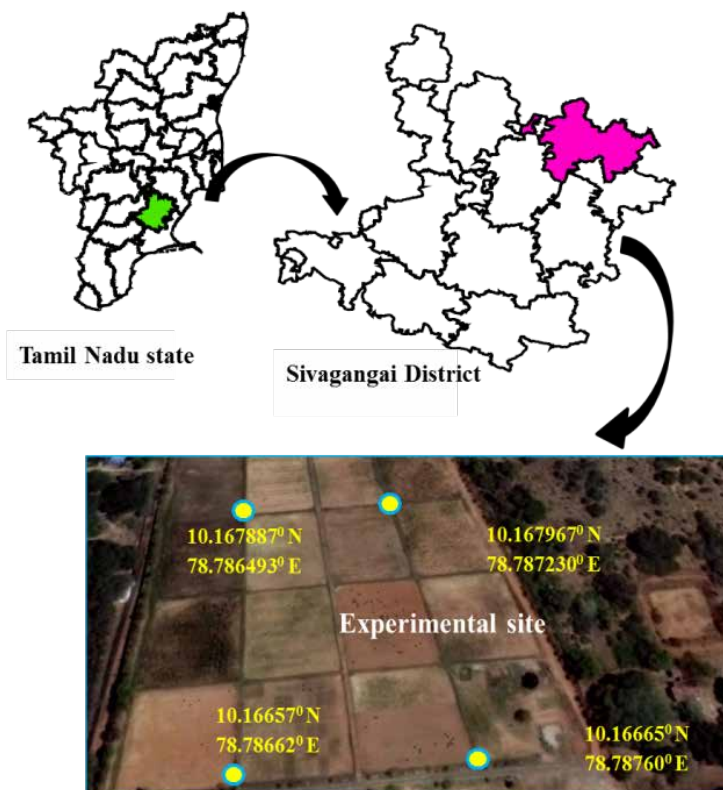 Tamil Nadu state
Sivagangai District
10.167887⁰ N
78.786493⁰ E
10.167967⁰ N
78.787230⁰ E
Experimental site
10.16657⁰ N
78.78662⁰ E
10.16665⁰ N
78.78760⁰ E